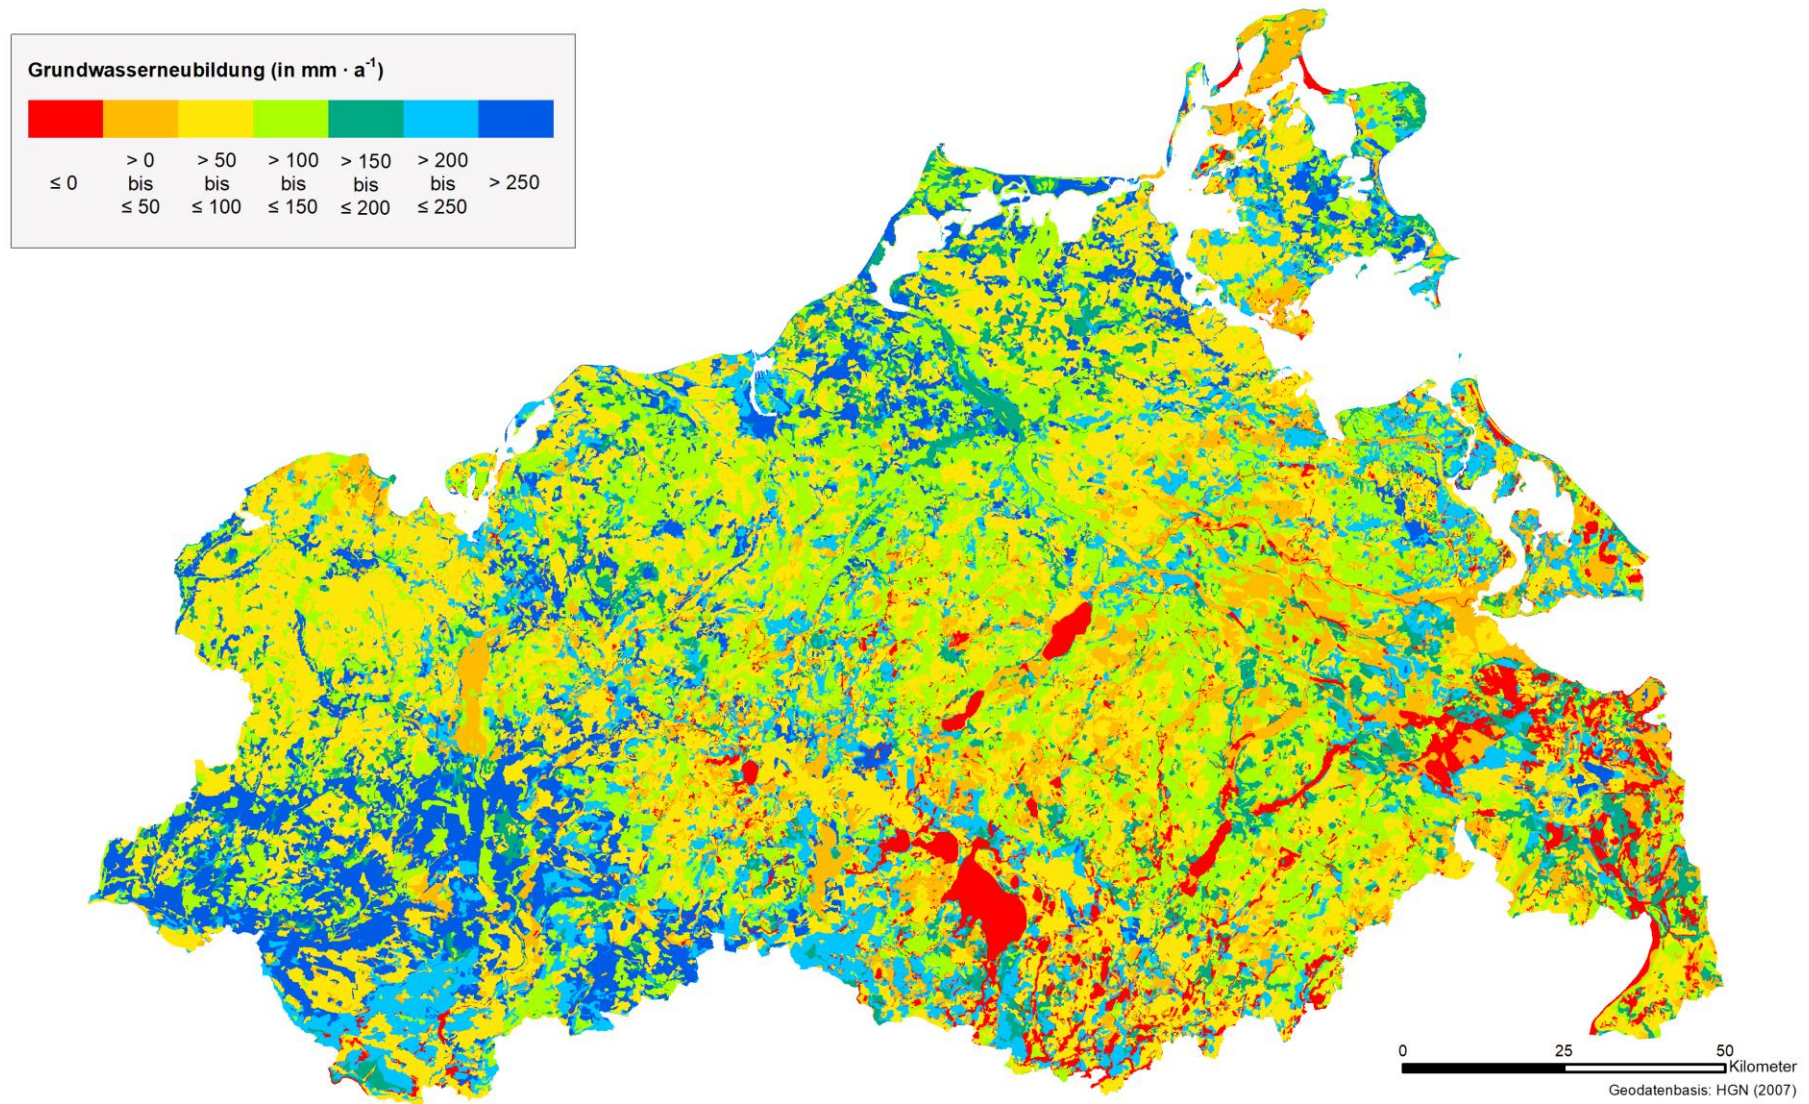 Grundwasserneubildung (in mm · a⁻¹)
≤ 0
> 0
bis
≤ 50
> 50
bis
≤ 100
> 100
bis
≤ 150
> 150
bis
≤ 200
> 200
bis
≤ 250
> 250
0 25 50
Kilometer
Geodatenbasis: HGN (2007)